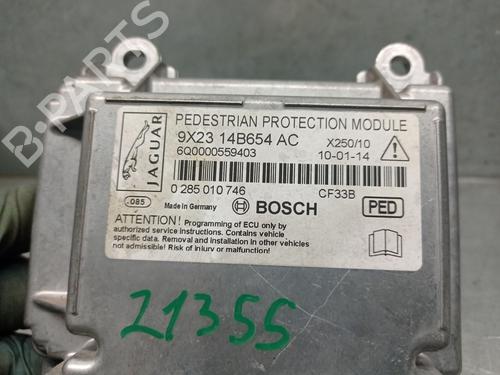 B-PARTS
JAGUAR
PEDESTRIAN PROTECTION MODULE
9X23 14B654 AC
X250/10
6Q0000559403
10-01-14
0 285 010 746
CF33B
085
Made in Germany
BOSCH
PED
ATTENTION! Programming of ECU only by
authorized service instructions. Contains vehicle
specific data. Removal and installation in other vehicles
not admissible! Risk of injury or malfunction!
21355